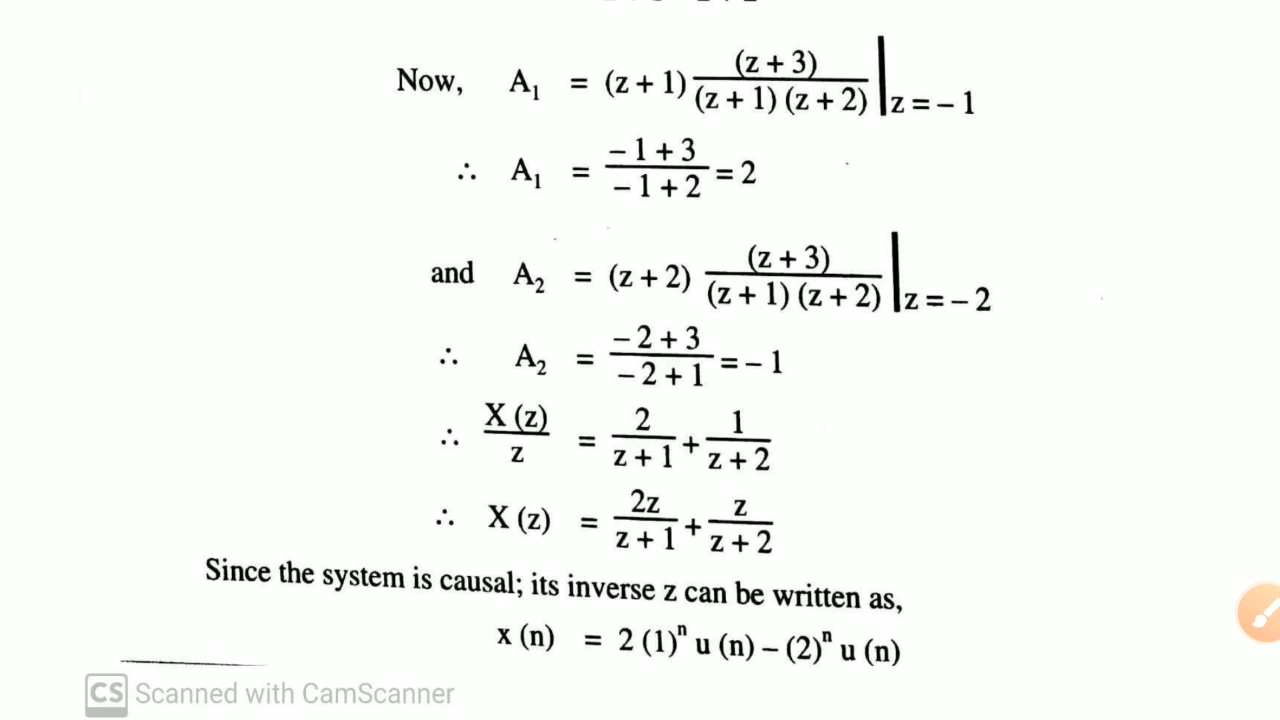 Now, A₁ = (z + 1) (z + 3) / (z + 1) (z + 2) | z = – 1
∴ A₁ = – 1 + 3 / – 1 + 2 = 2
and A₂ = (z + 2) (z + 3) / (z + 1) (z + 2) | z = – 2
∴ A₂ = – 2 + 3 / – 2 + 1 = – 1
∴ X (z) / z = 2 / z + 1 + 1 / z + 2
∴ X (z) = 2z / z + 1 + z / z + 2
Since the system is causal; its inverse z can be written as,
x (n) = 2 (1)ⁿ u (n) – (2)ⁿ u (n)
CS Scanned with CamScanner